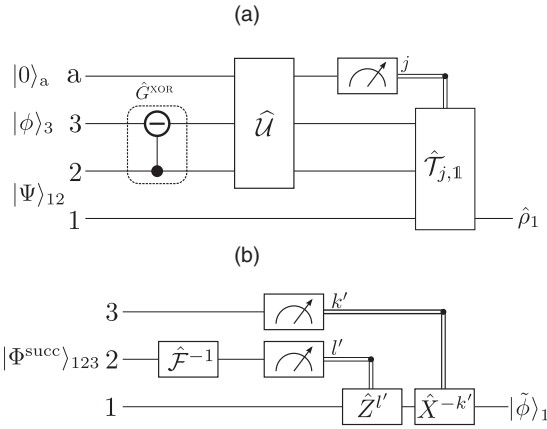 (a)
|0⟩ₐ a j
Ĝ^XOR
|ϕ⟩₃ 3 − 𝒰̂
2 𝒯̂_{j,𝟙}
|Ψ⟩₁₂
1 ρ̂₁
(b)
3 k′
|Φ^succ⟩₁₂₃ 2 ℱ̂⁻¹ l′
1 Ẑ^{l′} X̂^{−k′} |ϕ̃⟩₁